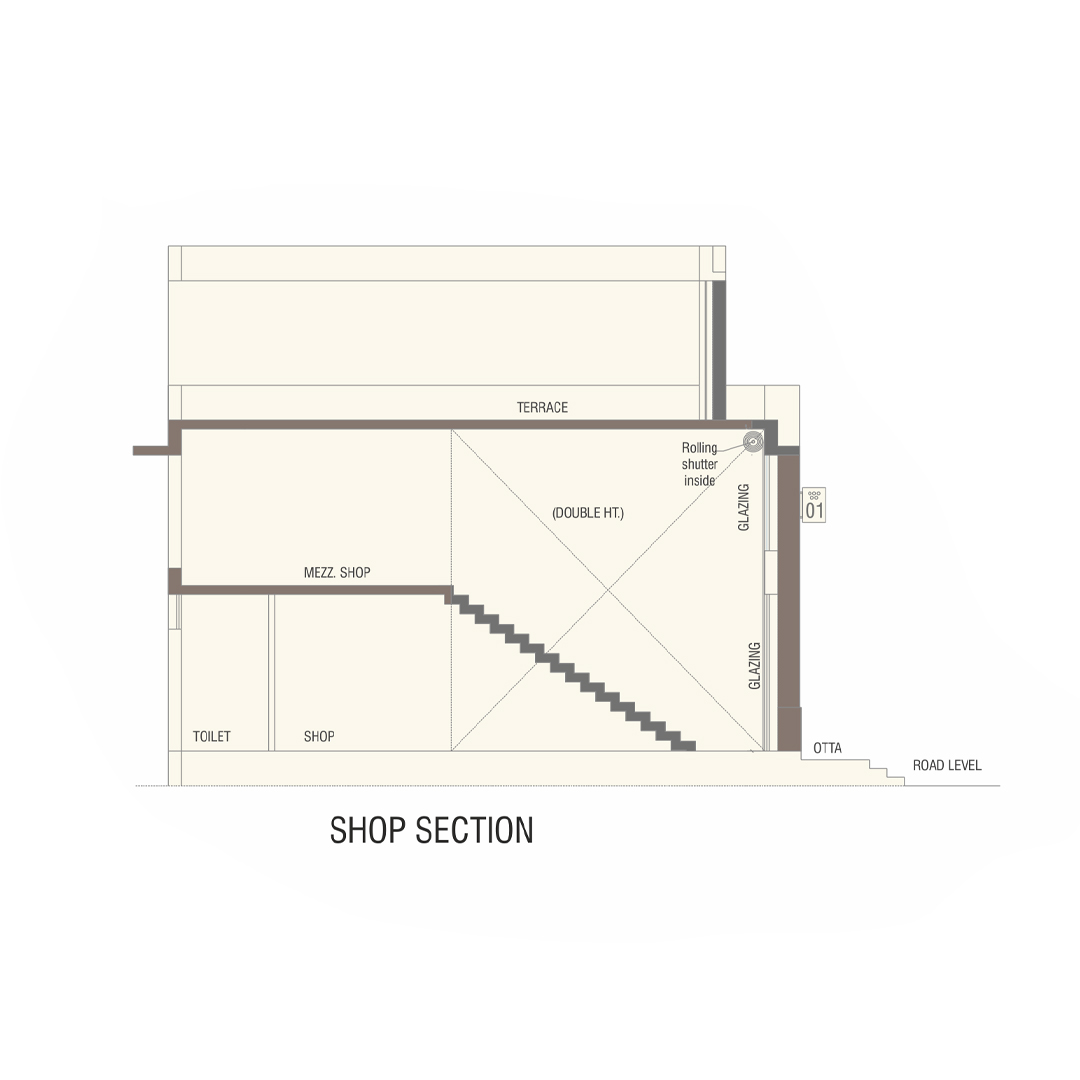 TERRACE
Rolling
shutter
inside
GLAZING
(DOUBLE HT.)
01
MEZZ. SHOP
GLAZING
TOILET
SHOP
OTTA
ROAD LEVEL
SHOP SECTION